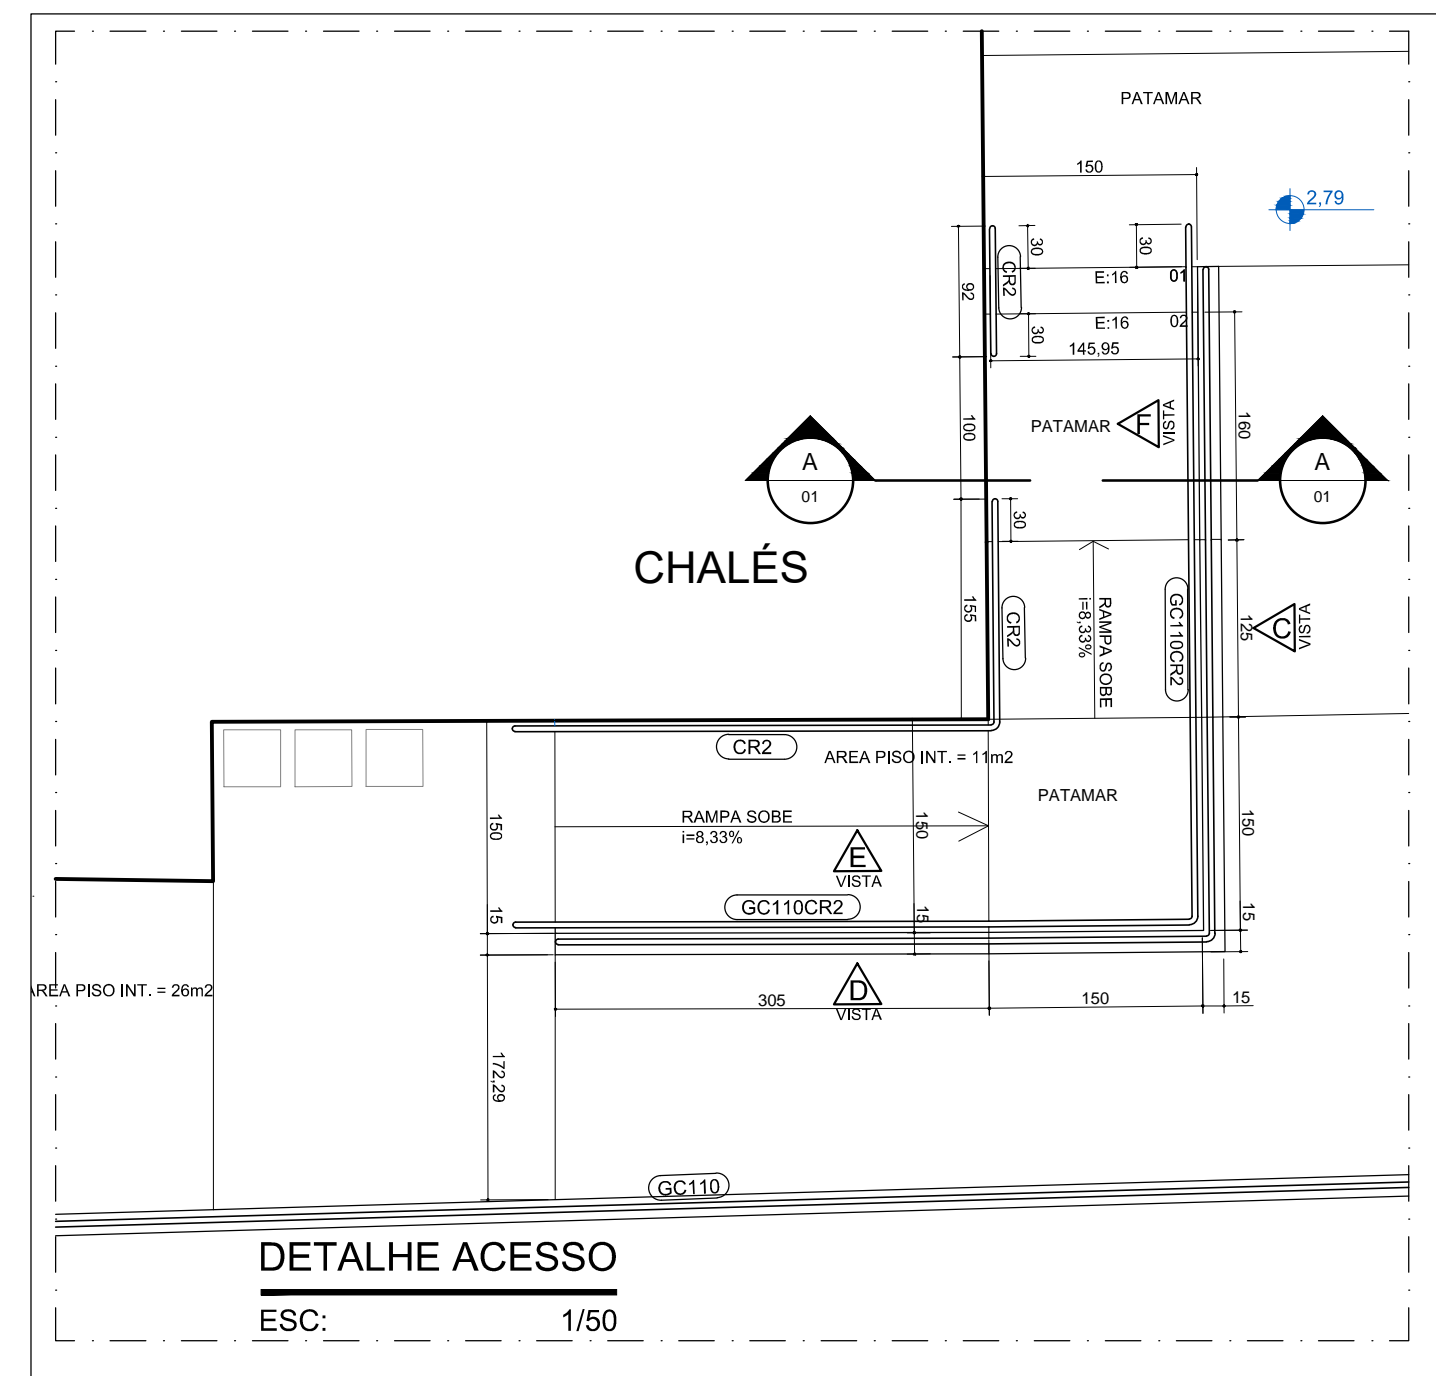 PATAMAR
150
2,79
30
30
CR2
E:16
01
92
E:16
02
30
145,95
PATAMAR
F
VISTA
100
160
A
01
A
01
30
CHALÉS
155
CR2
RAMPA SOBE
i=8,33%
GC110CR2
125
C
VISTA
CR2
AREA PISO INT. = 11m2
PATAMAR
150
RAMPA SOBE
i=8,33%
150
150
E
VISTA
GC110CR2
15
15
15
AREA PISO INT. = 26m2
D
VISTA
305
150
15
172,29
GC110
DETALHE ACESSO
ESC: 1/50